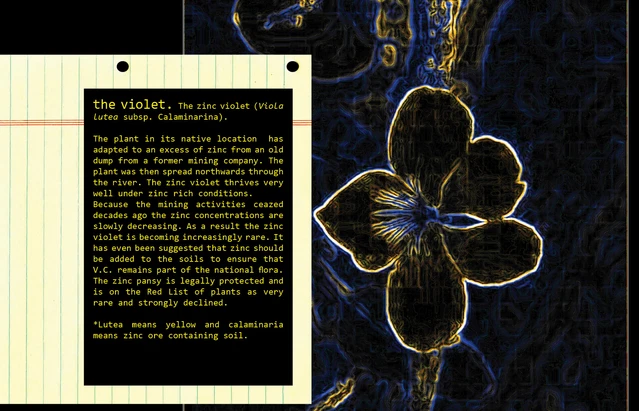 the violet. The zinc violet (Viola
lutea subsp. Calaminarina).
The plant in its native location has
adapted to an excess of zinc from an old
dump from a former mining company. The
plant was then spread northwards through
the river. The zinc violet thrives very
well under zinc rich conditions.
Because the mining activities ceazed
decades ago the zinc concentrations are
slowly decreasing. As a result the zinc
violet is becoming increasingly rare. It
has even been suggested that zinc should
be added to the soils to ensure that
V.C. remains part of the national flora.
The zinc pansy is legally protected and
is on the Red List of plants as very
rare and strongly declined.
*Lutea means yellow and calaminaria
means zinc ore containing soil.